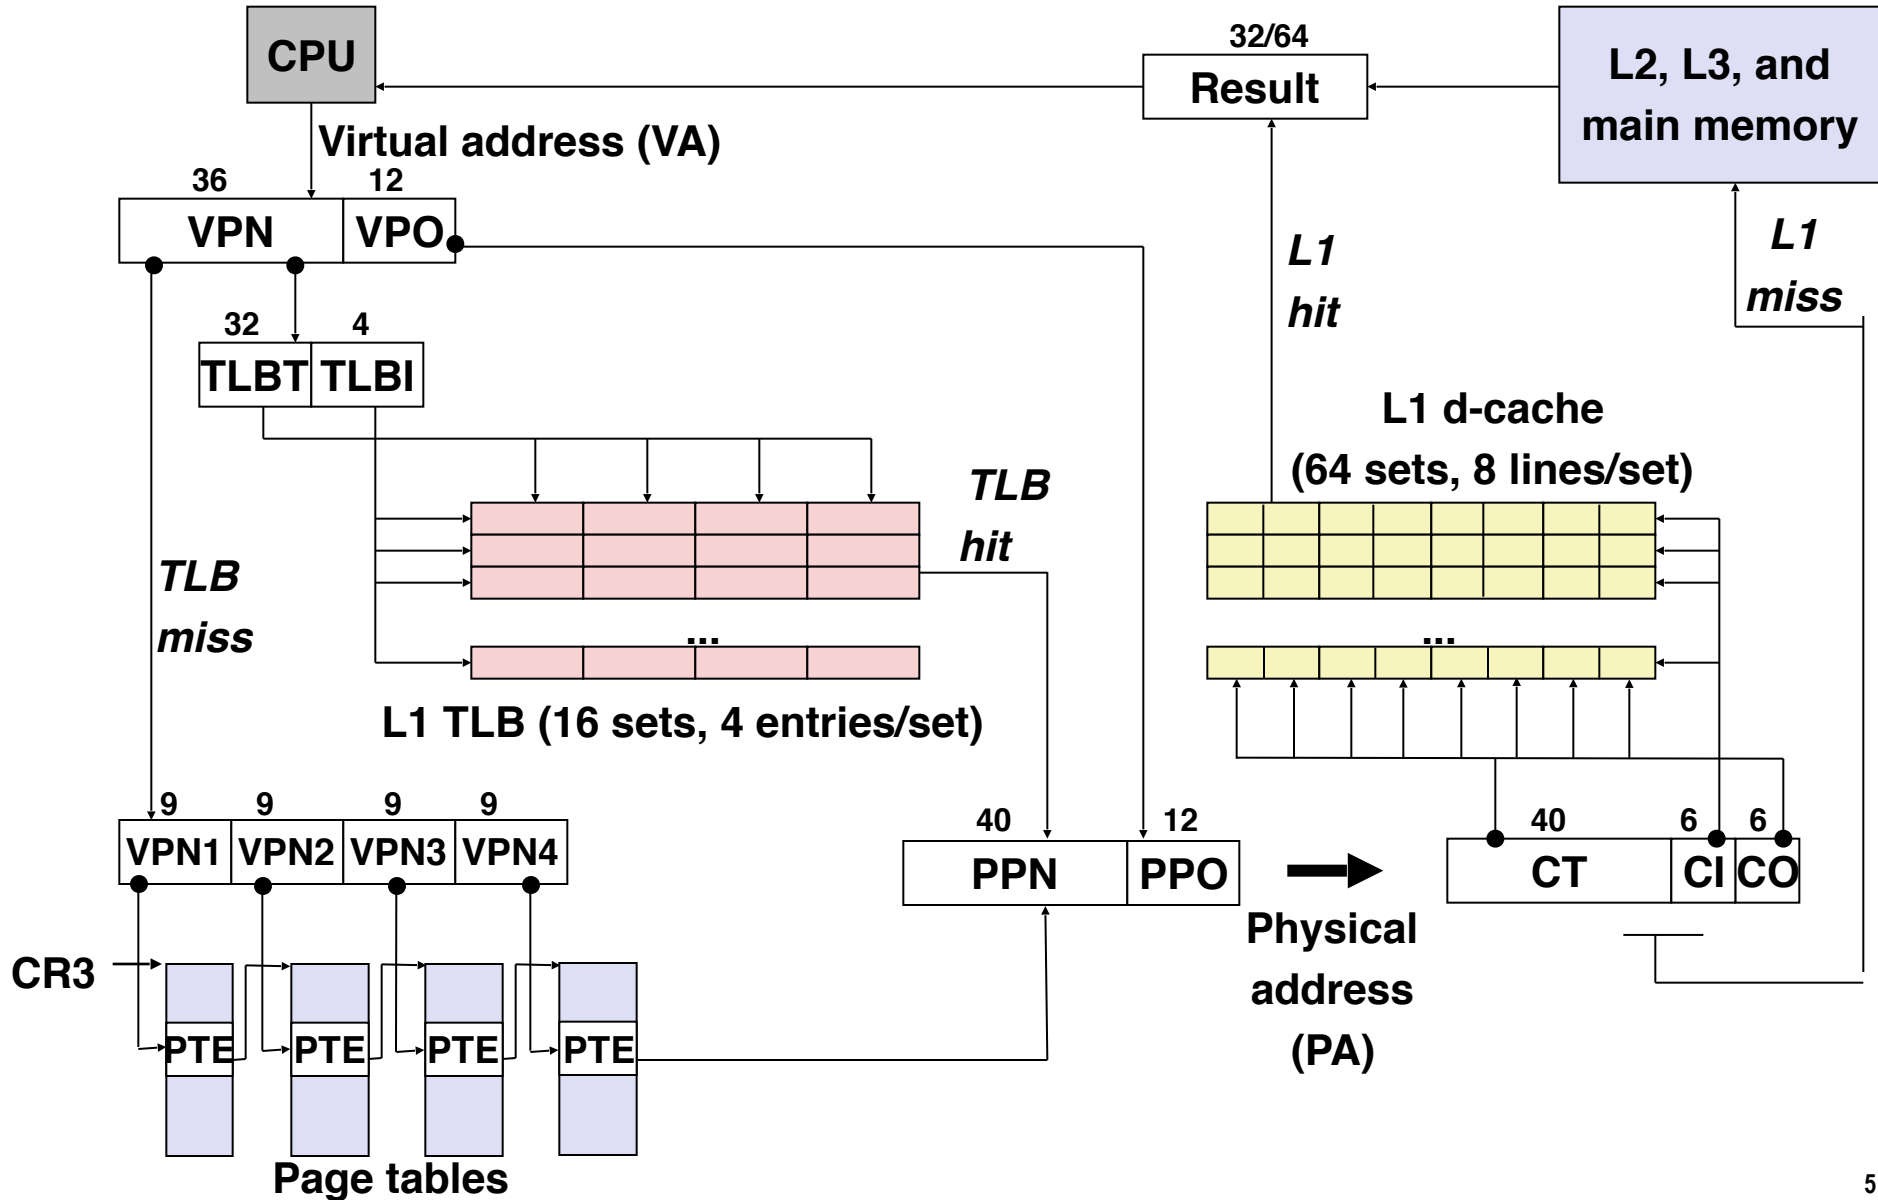 CPU
32/64
Result
L2, L3, and
main memory
Virtual address (VA)
36
12
VPN
VPO
L1
hit
L1
miss
32
4
TLBT
TLBI
L1 d-cache
(64 sets, 8 lines/set)
TLB
hit
TLB
miss
...
...
L1 TLB (16 sets, 4 entries/set)
9
9
9
9
VPN1
VPN2
VPN3
VPN4
40
12
PPN
PPO
40
6
6
CT
CI
CO
Physical
address
(PA)
CR3
PTE
PTE
PTE
PTE
Page tables
5